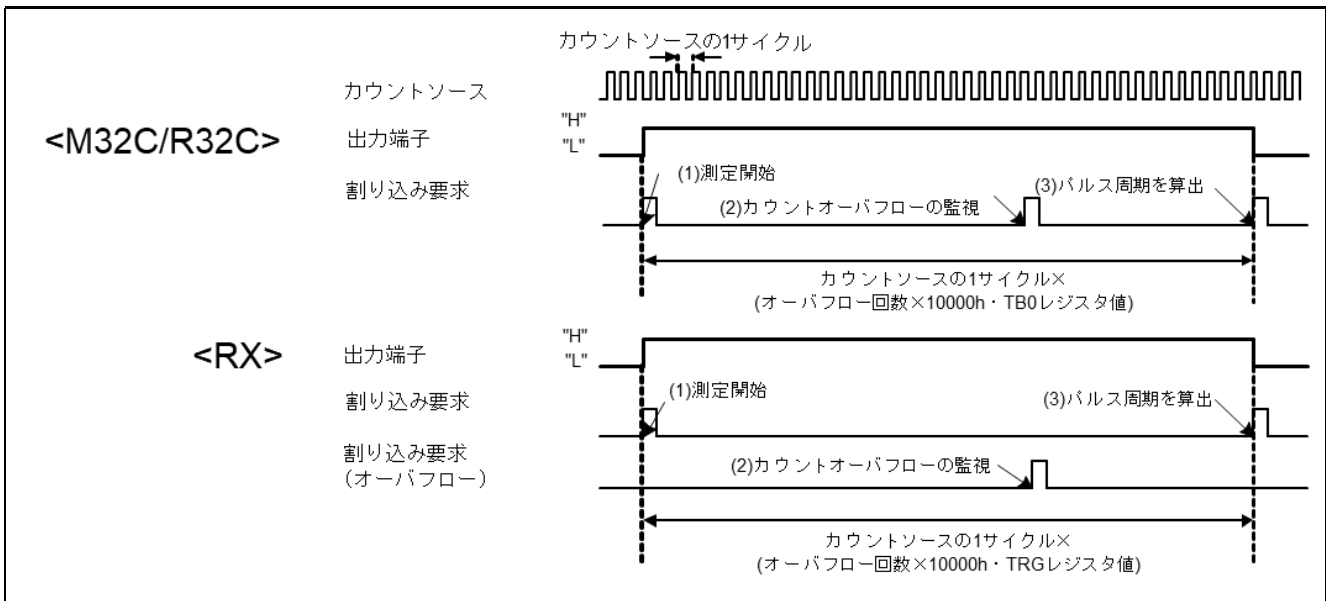 カウントソースの1サイクル
カウントソース
<M32C/R32C>
出力端子
"H"
"L"
割り込み要求
(1)測定開始
(2)カウントオーバフローの監視
(3)パルス周期を算出
カウントソースの1サイクル×
(オーバフロー回数×10000h・TB0レジスタ値)
<RX>
出力端子
"H"
"L"
割り込み要求
(1)測定開始
(3)パルス周期を算出
割り込み要求
(オーバフロー)
(2)カウントオーバフローの監視
カウントソースの1サイクル×
(オーバフロー回数×10000h・TRGレジスタ値)